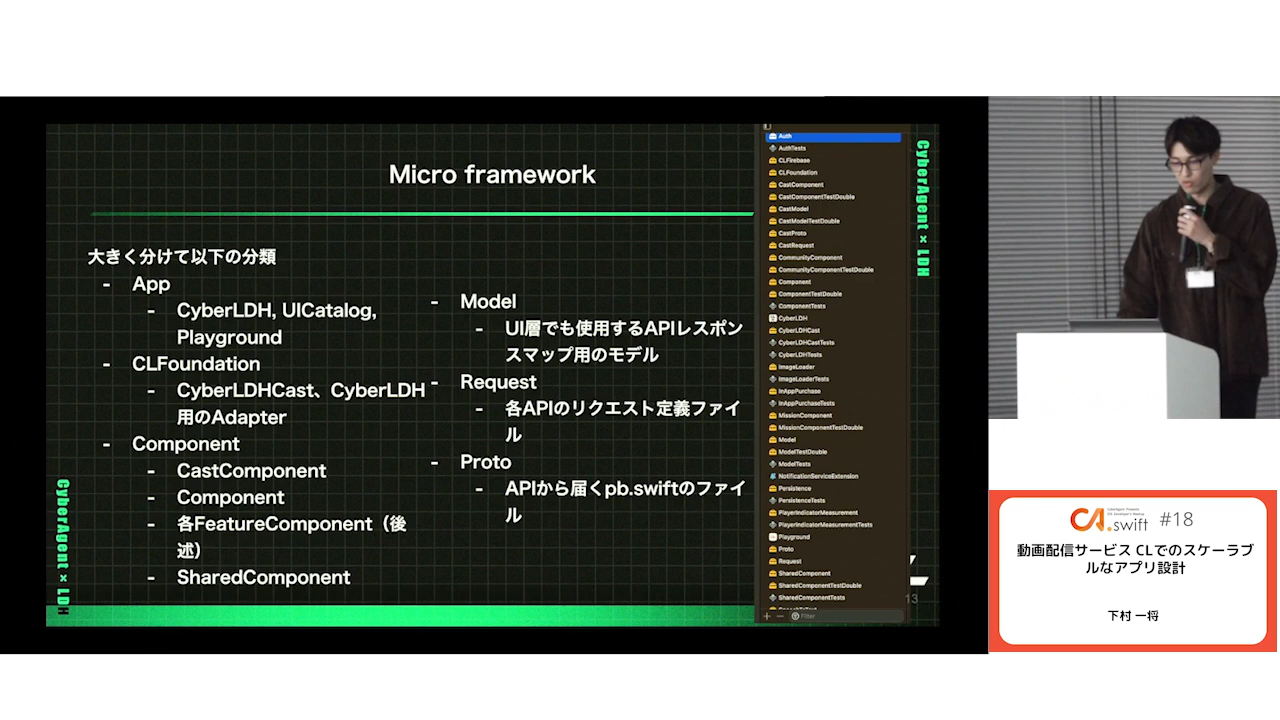 Micro framework
大きく分けて以下の分類
- App
- CyberLDH, UICatalog,
Playground
- CLFoundation
- CyberLDHCast、CyberLDH
用のAdapter
- Component
- CastComponent
- Component
- 各FeatureComponent（後
述）
- SharedComponent
- Model
- UI層でも使用するAPIレスポン
スマップ用のモデル
- Request
- 各APIのリクエスト定義ファイ
ル
- Proto
- APIから届くpb.swiftのファイ
ル
Auth
AuthTests
CLFirebase
CLFoundation
CastComponent
CastComponentTestDouble
CastModel
CastModelTestDouble
CastProto
CastRequest
CommunityComponent
CommunityComponentTestDouble
Component
ComponentTestDouble
ComponentTests
CyberLDH
CyberLDHCast
CyberLDHCastTests
CyberLDHTests
ImageLoader
ImageLoaderTests
InAppPurchase
InAppPurchaseTests
MissionComponent
MissionComponentTestDouble
Model
ModelTestDouble
ModelTests
NotificationServiceExtension
Persistence
PersistenceTests
PlayerIndicatorMeasurement
PlayerIndicatorMeasurementTests
Playground
Proto
Request
SharedComponent
SharedComponentTestDouble
SharedComponentTests
Filter
CyberAgent × LDH
CyberAgent × LDH
13
CA.swift #18
動画配信サービス CLでのスケーラブ
ルなアプリ設計
下村 一将